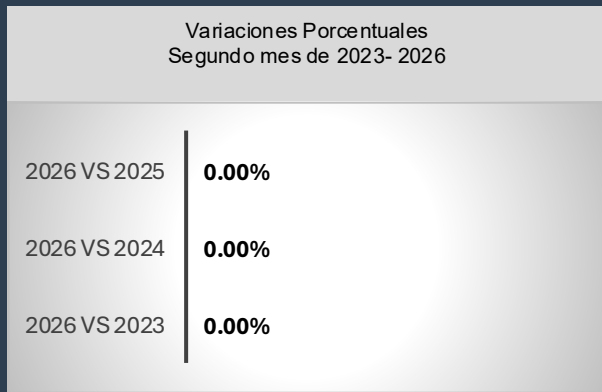 Variaciones Porcentuales
Segundo mes de 2023- 2026
2026 VS 2025 0.00%
2026 VS 2024 0.00%
2026 VS 2023 0.00%